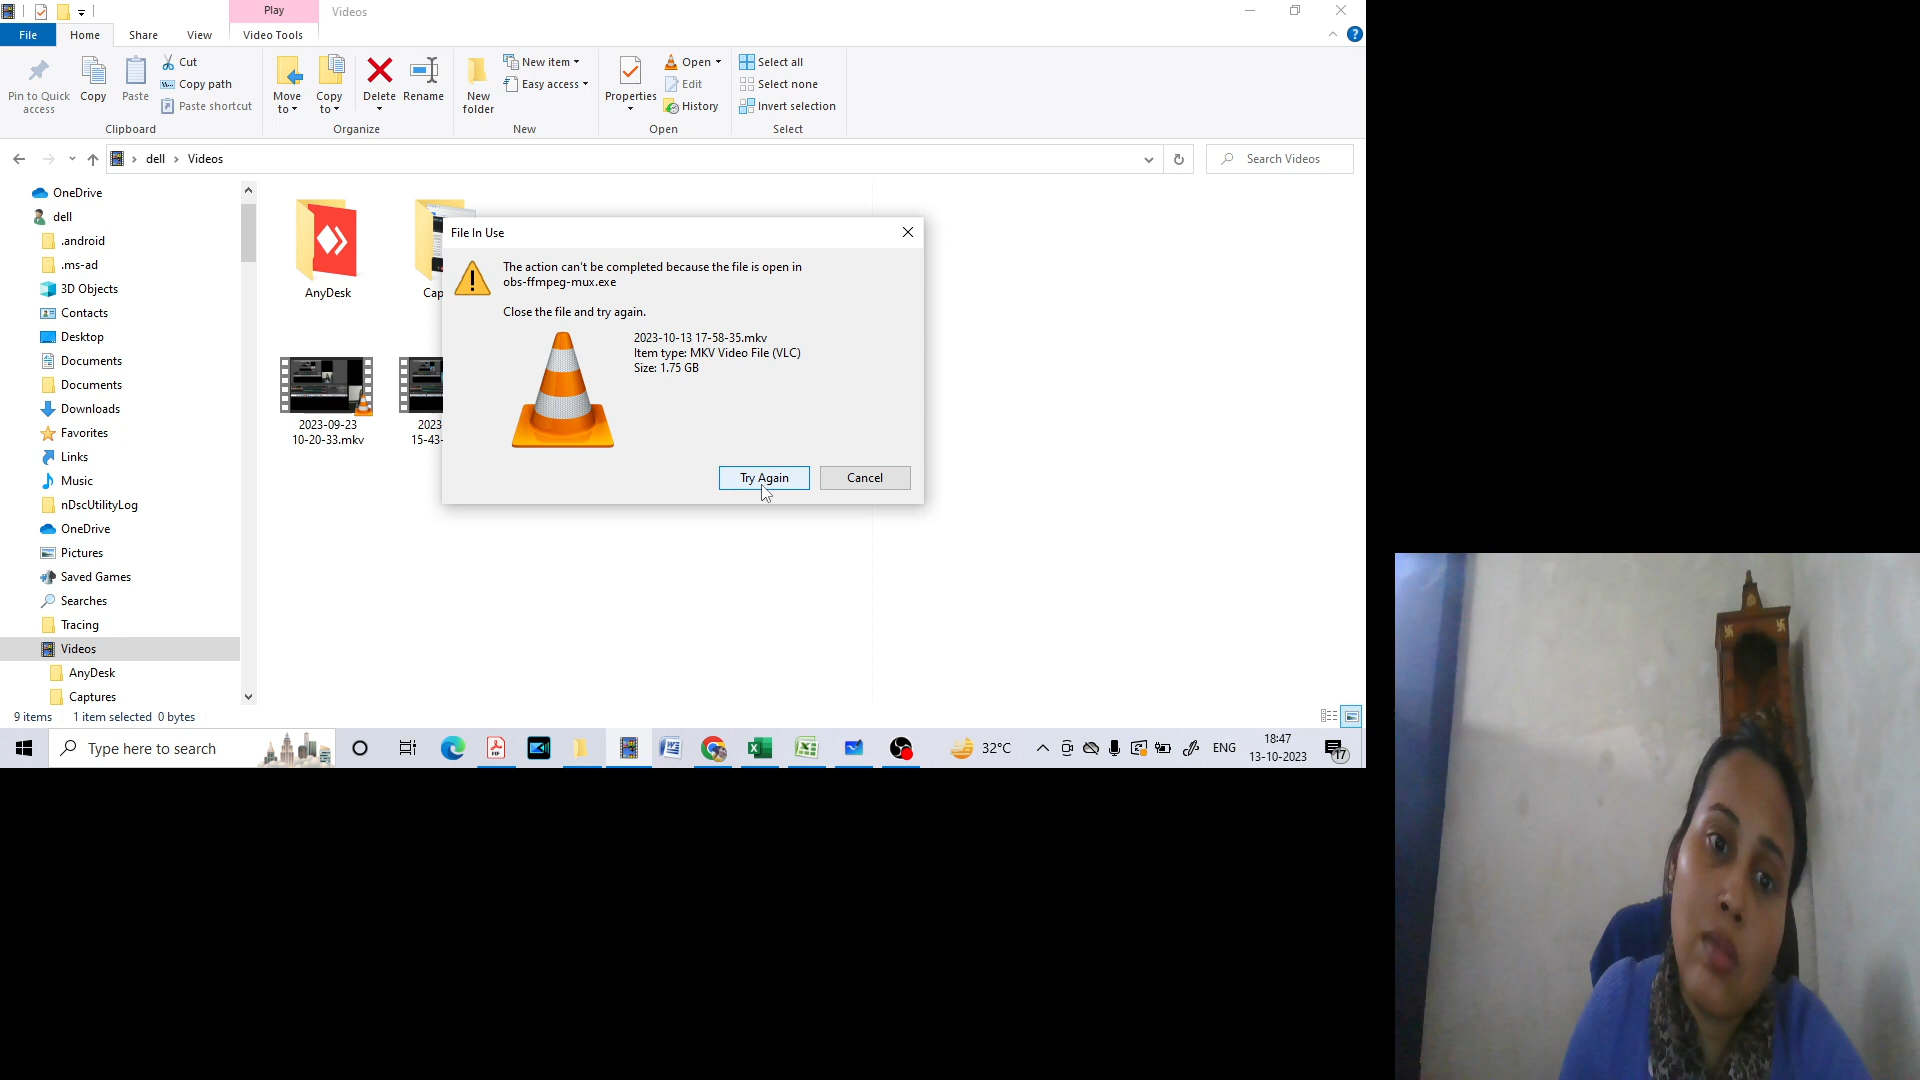 Play
Videos
File
Home
Share
View
Video Tools
Pin to Quick
access
Copy
Paste
Cut
Copy path
Paste shortcut
Clipboard
Move
to
Copy
to
Delete
Rename
Organize
New
folder
New item
Easy access
New
Properties
Open
Edit
History
Open
Select all
Select none
Invert selection
Select
dell
Videos
Search Videos
OneDrive
dell
.android
.ms-ad
3D Objects
Contacts
Desktop
Documents
Documents
Downloads
Favorites
Links
Music
nDscUtilityLog
OneDrive
Pictures
Saved Games
Searches
Tracing
Videos
AnyDesk
Captures
AnyDesk
Cap
2023-09-23
10-20-33.mkv
2023
15-43-
File In Use
The action can't be completed because the file is open in
obs-ffmpeg-mux.exe
Close the file and try again.
2023-10-13 17-58-35.mkv
Item type: MKV Video File (VLC)
Size: 1.75 GB
Try Again
Cancel
9 items
1 item selected 0 bytes
Type here to search
32°C
ENG
18:47
13-10-2023
17